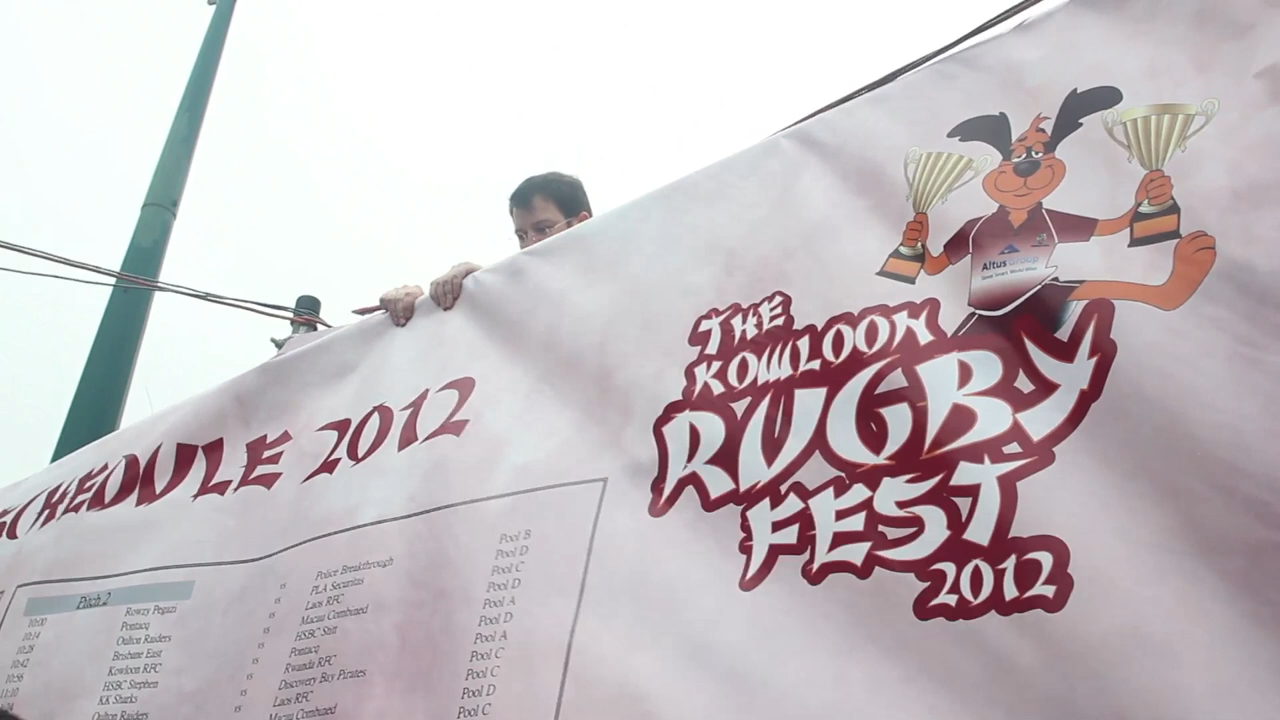 SCHEDULE 2012
Pitch 2
10:00 Rowzy Pegazi vs Police Breakthrough Pool B
10:14 Pontacq vs PLA Securitas Pool D
10:28 Oulton Raiders vs Laos RFC Pool C
10:42 Brisbane East vs Macau Combined Pool D
10:56 Kowloon RFC vs HSBC Stitt Pool A
11:10 HSBC Stephen vs Pontacq Pool D
KK Sharks vs Rwanda RFC Pool A
Oulton Raiders vs Discovery Bay Pirates Pool C
Laos RFC Pool C
Macau Combined Pool D
Pool C
Altus Group
THE
KOWLOON
RUGBY
FEST
2012